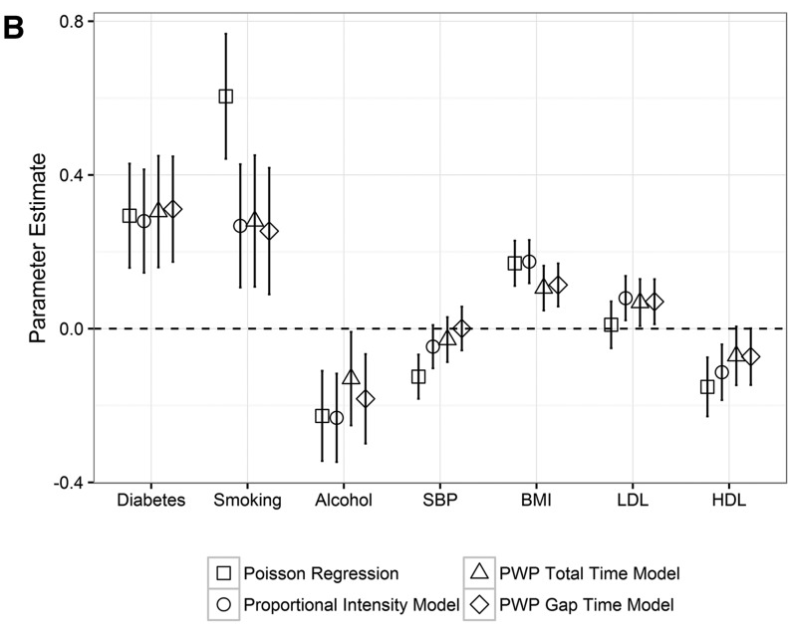 B
0.8
0.4
0.0
-0.4
Parameter Estimate
Diabetes Smoking Alcohol SBP BMI LDL HDL
Poisson Regression PWP Total Time Model
Proportional Intensity Model PWP Gap Time Model